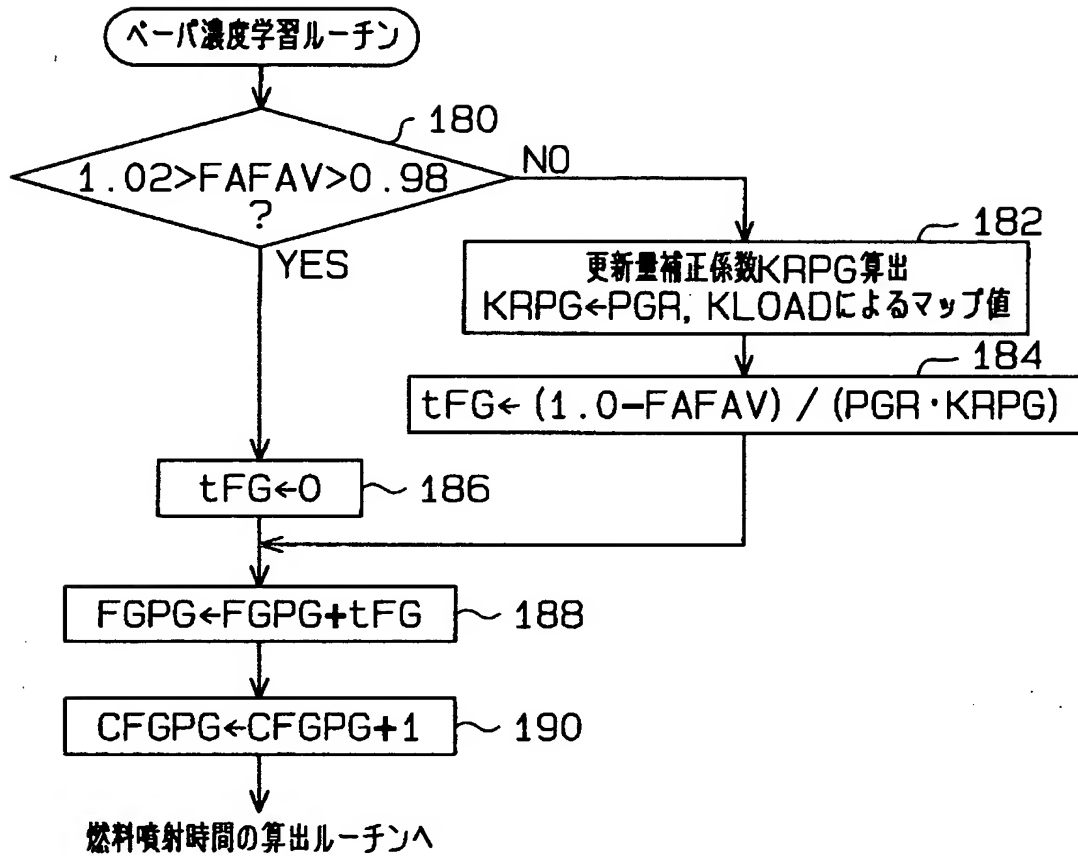 ベーパ濃度学習ルーチン
180
1.02>FAFAV>0.98
?
NO
YES
182
更新量補正係数KRPG算出
KRPG←PGR, KLOADによるマップ値
184
tFG←(1.0-FAFAV)/(PGR·KRPG)
tFG←0
186
FGPG←FGPG+tFG
188
CFGPG←CFGPG+1
190
燃料噴射時間の算出ルーチンへ